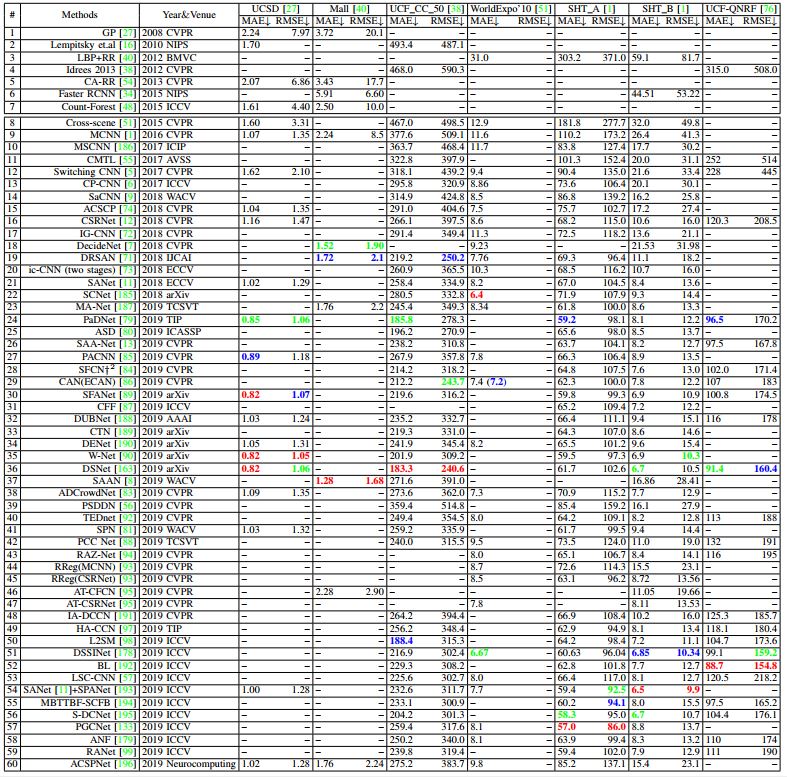 # Methods Year&Venue UCSD [27] Mall [40] UCF_CC_50 [38] WorldExpo'10 [51] SHT_A [1] SHT_B [1] UCF-QNRF [76]
MAE↓ RMSE↓ MAE↓ RMSE↓ MAE↓ RMSE↓ MAE↓ MAE↓ RMSE↓ MAE↓ RMSE↓ MAE↓ RMSE↓
1 GP [27] 2008 CVPR 2.24 7.97 3.72 20.1 – – – – – – – – –
2 Lempitsky et.al [16] 2010 NIPS 1.70 – – – 493.4 487.1 – – – – – – –
3 LBP+RR [40] 2012 BMVC – – – – – – 31.0 303.2 371.0 59.1 81.7 – –
4 Idrees 2013 [38] 2012 CVPR – – – – 468.0 590.3 – – – – – 315.0 508.0
5 CA-RR [54] 2013 CVPR 2.07 6.86 3.43 17.7 – – – – – – – – –
6 Faster RCNN [34] 2015 NIPS – – 5.91 6.60 – – – – – 44.51 53.22 – –
7 Count-Forest [48] 2015 ICCV 1.61 4.40 2.50 10.0 – – – – – – – – –
8 Cross-scene [51] 2015 CVPR 1.60 3.31 – – 467.0 498.5 12.9 181.8 277.7 32.0 49.8 – –
9 MCNN [1] 2016 CVPR 1.07 1.35 2.24 8.5 377.6 509.1 11.6 110.2 173.2 26.4 41.3 – –
10 MSCNN [186] 2017 ICIP – – – – 363.7 468.4 11.7 83.8 127.4 17.7 30.2 – –
11 CMTL [55] 2017 AVSS – – – – 322.8 397.9 – 101.3 152.4 20.0 31.1 252 514
12 Switching CNN [5] 2017 CVPR 1.62 2.10 – – 318.1 439.2 9.4 90.4 135.0 21.6 33.4 228 445
13 CP-CNN [6] 2017 ICCV – – – – 295.8 320.9 8.86 73.6 106.4 20.1 30.1 – –
14 SaCNN [9] 2018 WACV – – – – 314.9 424.8 8.5 86.8 139.2 16.2 25.8 – –
15 ACSCP [74] 2018 CVPR 1.04 1.35 – – 291.0 404.6 7.5 75.7 102.7 17.2 27.4 – –
16 CSRNet [12] 2018 CVPR 1.16 1.47 – – 266.1 397.5 8.6 68.2 115.0 10.6 16.0 120.3 208.5
17 IG-CNN [72] 2018 CVPR – – – – 291.4 349.4 11.3 72.5 118.2 13.6 21.1 – –
18 DecideNet [7] 2018 CVPR – – 1.52 1.90 – – 9.23 – – 21.53 31.98 – –
19 DRSAN [71] 2018 IJCAI – – 1.72 2.1 219.2 250.2 7.76 69.3 96.4 11.1 18.2 – –
20 ic-CNN (two stages) [73] 2018 ECCV – – – – 260.9 365.5 10.3 68.5 116.2 10.7 16.0 – –
21 SANet [11] 2018 ECCV 1.02 1.29 – – 258.4 334.9 8.2 67.0 104.5 8.4 13.6 – –
22 SCNet [185] 2018 arXiv – – – – 280.5 332.8 6.4 71.9 107.9 9.3 14.4 – –
23 MA-Net [187] 2019 TCSVT – – 1.76 2.2 245.4 349.3 8.34 61.8 100.0 8.6 13.3 – –
24 PaDNet [79] 2019 TIP 0.85 1.06 – – 185.8 278.3 – 59.2 98.1 8.1 12.2 96.5 170.2
25 ASD [80] 2019 ICASSP – – – – 196.2 270.9 – 65.6 98.0 8.5 13.7 – –
26 SAA-Net [13] 2019 CVPR – – – – 238.2 310.8 – 63.7 104.1 8.2 12.7 97.5 167.8
27 PACNN [85] 2019 CVPR 0.89 1.18 – – 267.9 357.8 7.8 66.3 106.4 8.9 13.5 – –
28 SFCN†² [84] 2019 CVPR – – – – – – – 64.8 107.5 7.6 13.0 102.0 171.4
29 CAN(ECAN) [86] 2019 CVPR – – – – 212.2 243.7 7.4 (7.2) 62.3 100.0 7.8 12.2 107 183
30 SFANet [89] 2019 arXiv 0.82 1.07 – – 219.6 316.2 – 59.8 99.3 6.9 10.9 100.8 174.5
31 CFF [87] 2019 ICCV – – – – – – – 65.2 109.4 7.2 12.2 – –
32 DUBNet [188] 2019 AAAI 1.03 1.24 – – 235.2 332.7 – 66.4 111.1 9.4 15.1 116 178
33 CTN [189] 2019 arXiv – – – – 219.3 331.0 – 64.3 107.0 8.6 14.6 – –
34 DENet [190] 2019 arXiv 1.05 1.31 – – 241.9 345.4 8.2 65.5 101.2 9.6 15.4 – –
35 W-Net [90] 2019 arXiv 0.82 1.05 – – 201.9 309.2 – 59.5 97.3 6.9 10.3 – –
36 DSNet [163] 2019 arXiv 0.82 1.06 – – 183.3 240.6 – 61.7 102.6 6.7 10.5 91.4 160.4
37 SAAN [8] 2019 WACV – – 1.28 1.68 271.6 391.0 – – – 16.86 28.41 – –
38 ADCrowdNet [83] 2019 CVPR 1.09 1.35 – – 273.6 362.0 7.3 70.9 115.2 7.7 12.9 – –
39 PSDDN [56] 2019 CVPR – – – – 359.4 514.8 – 85.4 159.2 16.1 27.9 – –
40 TEDnet [92] 2019 CVPR – – – – 249.4 354.5 8.0 64.2 109.1 8.2 12.8 113 188
41 SPN [81] 2019 WACV 1.03 1.32 – – 259.2 335.9 – 61.7 99.5 9.4 14.4 – –
42 PCC Net [88] 2019 TCSVT – – – – 240.0 315.5 9.5 73.5 124.0 11.0 19.0 132 191
43 RAZ-Net [94] 2019 CVPR – – – – – – 8.0 65.1 106.7 8.4 14.1 116 195
44 RReg(MCNN) [93] 2019 CVPR – – – – – – 8.7 72.6 114.3 15.5 23.1 – –
45 RReg(CSRNet) [93] 2019 CVPR – – – – – – 8.5 63.1 96.2 8.72 13.56 – –
46 AT-CFCN [95] 2019 CVPR – – 2.28 2.90 – – – – – 11.05 19.66 – –
47 AT-CSRNet [95] 2019 CVPR – – – – – – 7.8 – – 8.11 13.53 – –
48 IA-DCCN [191] 2019 CVPR – – – – 264.2 394.4 – 66.9 108.4 10.2 16.0 125.3 185.7
49 HA-CCN [97] 2019 TIP – – – – 256.2 348.4 – 62.9 94.9 8.1 13.4 118.1 180.4
50 L2SM [98] 2019 ICCV – – – – 188.4 315.3 – 64.2 98.4 7.2 11.1 104.7 173.6
51 DSSINet [178] 2019 ICCV – – – – 216.9 302.4 6.67 60.63 96.04 6.85 10.34 99.1 159.2
52 BL [192] 2019 ICCV – – – – 229.3 308.2 – 62.8 101.8 7.7 12.7 88.7 154.8
53 LSC-CNN [57] 2019 ICCV – – – – 225.6 302.7 8.0 66.4 117.0 8.1 12.7 120.5 218.2
54 SANet [11]+SPANet [193] 2019 ICCV 1.00 1.28 – – 232.6 311.7 7.7 59.4 92.5 6.5 9.9 – –
55 MBTTBF-SCFB [194] 2019 ICCV – – – – 233.1 300.9 – 60.2 94.1 8.0 15.5 97.5 165.2
56 S-DCNet [195] 2019 ICCV – – – – 204.2 301.3 – 58.3 95.0 6.7 10.7 104.4 176.1
57 PGCNet [133] 2019 ICCV – – – – 259.4 317.6 8.1 57.0 86.0 8.8 13.7 – –
58 ANF [179] 2019 ICCV – – – – 250.2 340.0 8.1 63.9 99.4 8.3 13.2 110 174
59 RANet [99] 2019 ICCV – – – – 239.8 319.4 – 59.4 102.0 7.9 12.9 111 190
60 ACSPNet [196] 2019 Neurocomputing 1.02 1.28 1.76 2.24 275.2 383.7 9.8 85.2 137.1 15.4 23.1 – –